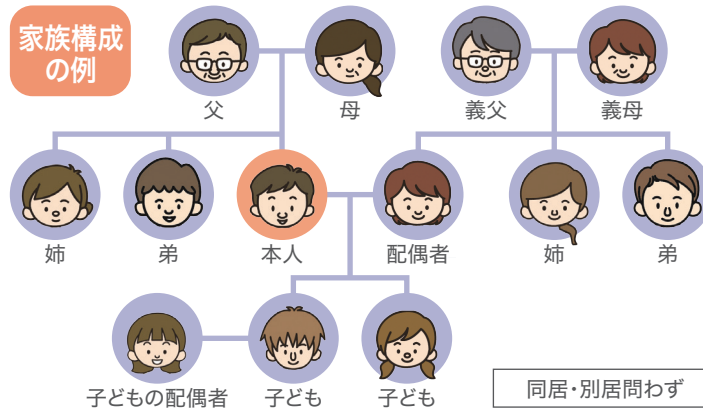 家族構成
の例
父
母
義父
義母
姉
弟
本人
配偶者
姉
弟
子どもの配偶者
子ども
子ども
同居・別居問わず